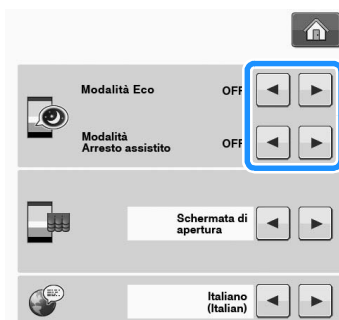 Modalità Eco OFF
Modalità
Arresto assistito OFF
Schermata di
apertura
Italiano
(Italian)